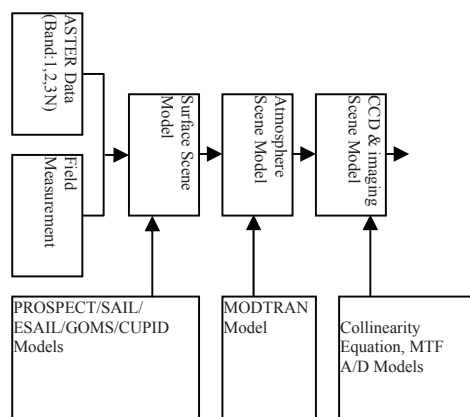 ASTER Data
(Band:1,2,3N)
Field
Measurement
Surface Scene
Model
Atmosphere
Scene Model
CCD & imaging
Scene Model
PROSPECT/SAIL/
ESAIL/GOMS/CUPID
Models
MODTRAN
Model
Collinearity
Equation, MTF
A/D Models